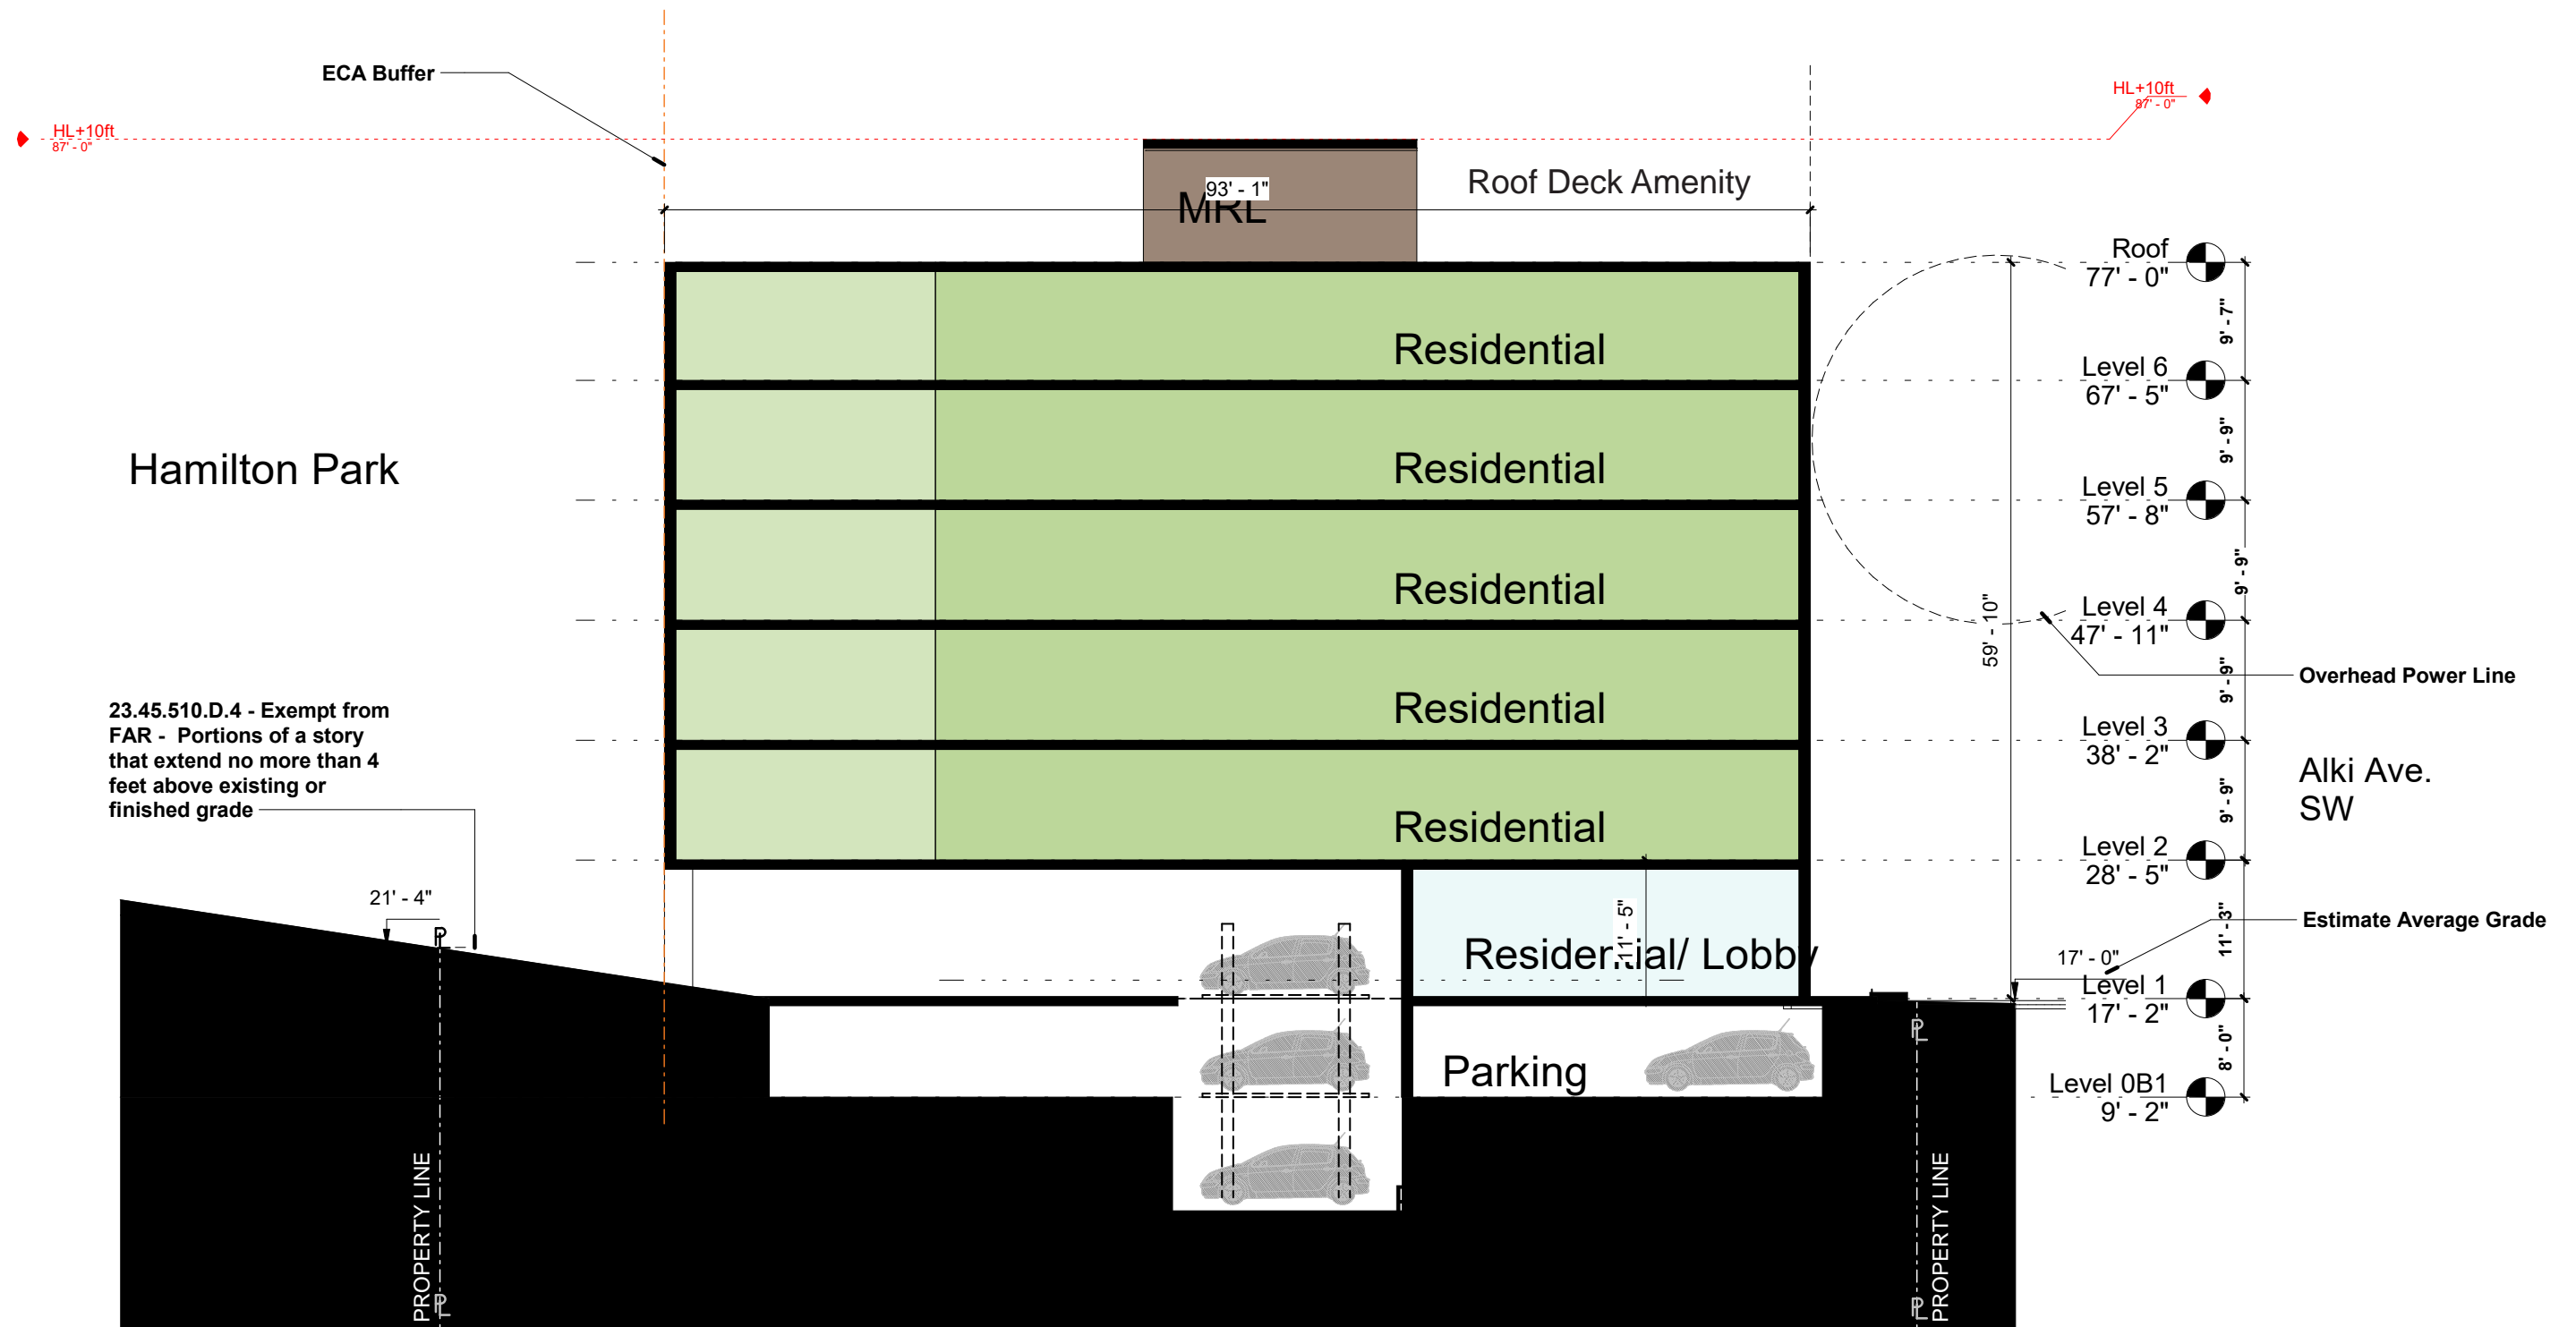 ECA Buffer
HL+10ft
87' - 0"
HL+10ft
87' - 0"
93' - 1"
MRL
Roof Deck Amenity
Roof
77' - 0"
9' - 7"
Residential
Level 6
67' - 5"
9' - 9"
Hamilton Park
Residential
Level 5
57' - 8"
9' - 9"
Residential
59' - 10"
Level 4
47' - 11"
9' - 9"
Overhead Power Line
23.45.510.D.4 - Exempt from
FAR - Portions of a story
that extend no more than 4
feet above existing or
finished grade
Residential
Level 3
38' - 2"
9' - 9"
Alki Ave.
SW
Residential
Level 2
28' - 5"
21' - 4"
PL
11' - 5"
11' - 3"
Estimate Average Grade
Residential/ Lobby
17' - 0"
Level 1
17' - 2"
PL
8' - 0"
Parking
Level 0B1
9' - 2"
PROPERTY LINE
PL
PROPERTY LINE
PL